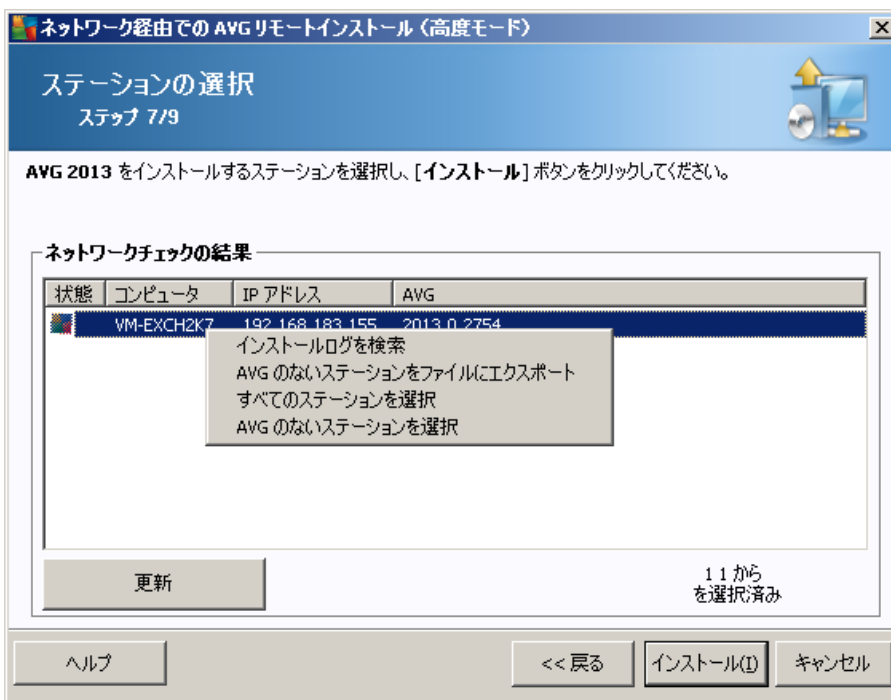 ネットワーク経由での AVG リモートインストール（高度モード）
ステーションの選択
ステップ 7/9
AVG 2013 をインストールするステーションを選択し、[インストール] ボタンをクリックしてください。
ネットワークチェックの結果
状態 コンピュータ IP アドレス AVG
VM-EXCH2K7 192.168.183.155 2013.0.2754
インストールログを検索
AVG のないステーションをファイルにエクスポート
すべてのステーションを選択
AVG のないステーションを選択
更新
1 1 から
を選択済み
ヘルプ
<< 戻る
インストール(I)
キャンセル